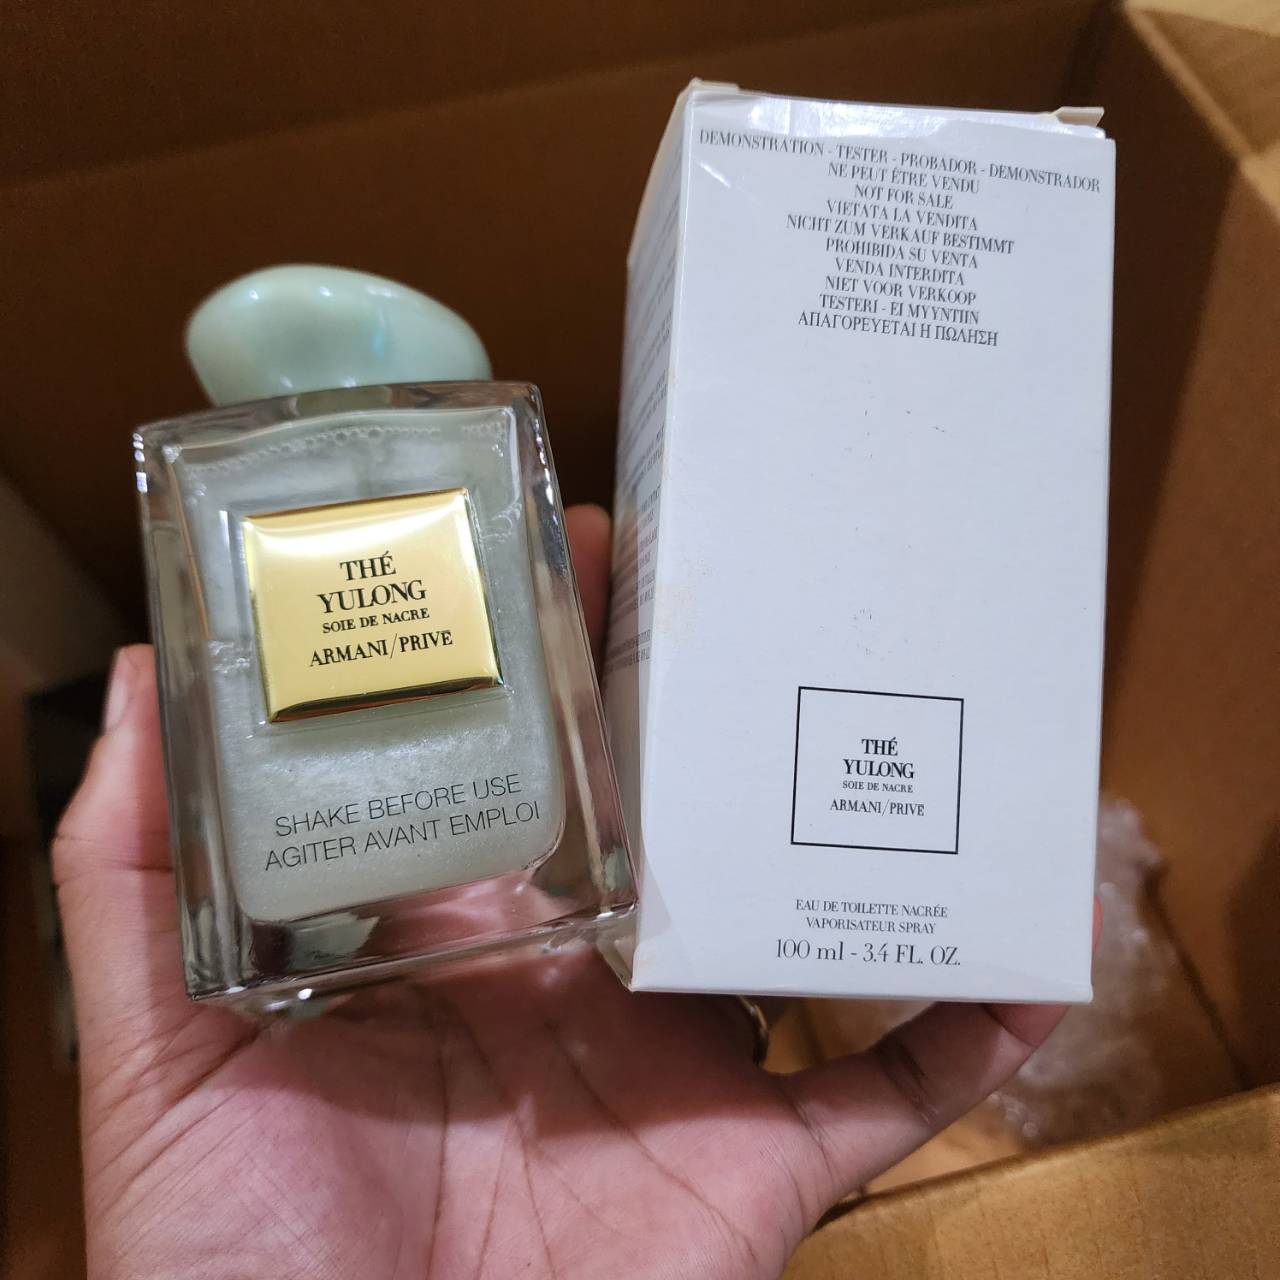 THÉ
YULONG
SOIE DE NACRE
ARMANI/PRIVE
SHAKE BEFORE USE
AGITER AVANT EMPLOI
DEMONSTRATION - TESTER - PROBADOR - DEMONSTRADOR
NE PEUT ÊTRE VENDU
NOT FOR SALE
VIETATA LA VENDITA
NICHT ZUM VERKAUF BESTIMMT
PROHIBIDA SU VENTA
VENDA INTERDITA
NIET VOOR VERKOOP
TESTERI - EI MYYNTIIN
ΑΠΑΓΟΡΕΥΕΤΑΙ Η ΠΩΛΗΣΗ
THÉ
YULONG
SOIE DE NACRE
ARMANI/PRIVE
EAU DE TOILETTE NACRÉE
VAPORISATEUR SPRAY
100 ml - 3.4 FL. OZ.